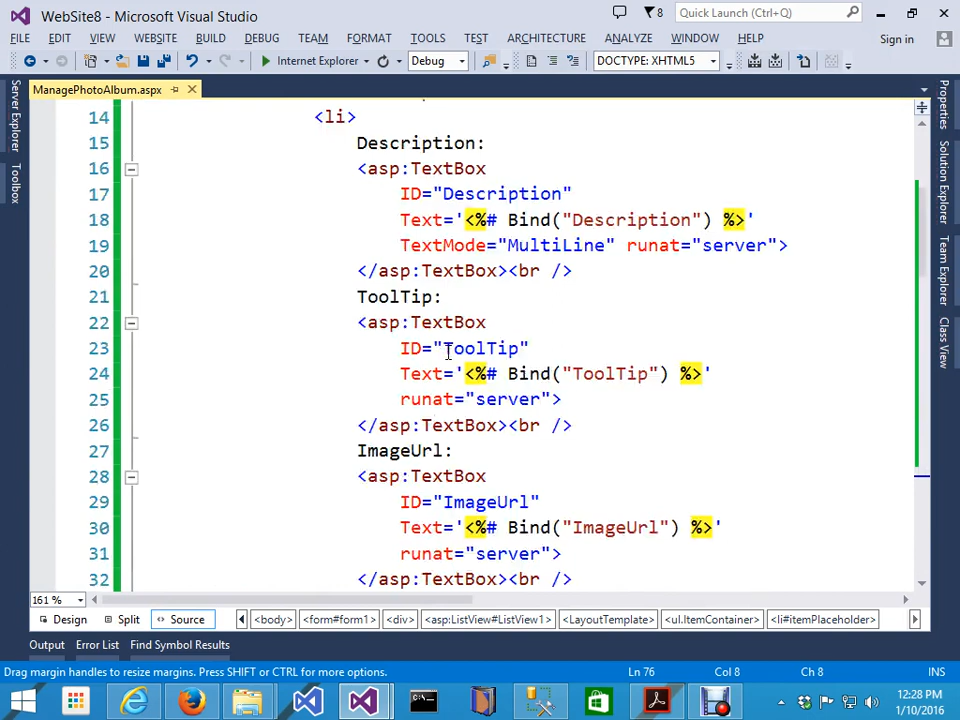 WebSite8 - Microsoft Visual Studio
8
Quick Launch (Ctrl+Q)
FILE EDIT VIEW WEBSITE BUILD DEBUG TEAM FORMAT TOOLS TEST ARCHITECTURE ANALYZE WINDOW HELP
Sign in
Internet Explorer
Debug
DOCTYPE: XHTML5
ManagePhotoAlbum.aspx
Server Explorer
Toolbox
14 <li>
15 Description:
16 <asp:TextBox
17 ID="Description"
18 Text='<%# Bind("Description") %>'
19 TextMode="MultiLine" runat="server">
20 </asp:TextBox><br />
21 ToolTip:
22 <asp:TextBox
23 ID="ToolTip"
24 Text='<%# Bind("ToolTip") %>'
25 runat="server">
26 </asp:TextBox><br />
27 ImageUrl:
28 <asp:TextBox
29 ID="ImageUrl"
30 Text='<%# Bind("ImageUrl") %>'
31 runat="server">
32 </asp:TextBox><br />
Properties
Solution Explorer
Team Explorer
Class View
161 %
Design Split Source <body> <form#form1> <div> <asp:ListView#ListView1> <LayoutTemplate> <ul.ItemContainer> <li#itemPlaceholder>
Output Error List Find Symbol Results
Drag margin handles to resize margins. Press SHIFT or CTRL for more options. Ln 76 Col 8 Ch 8 INS
12:28 PM
1/10/2016